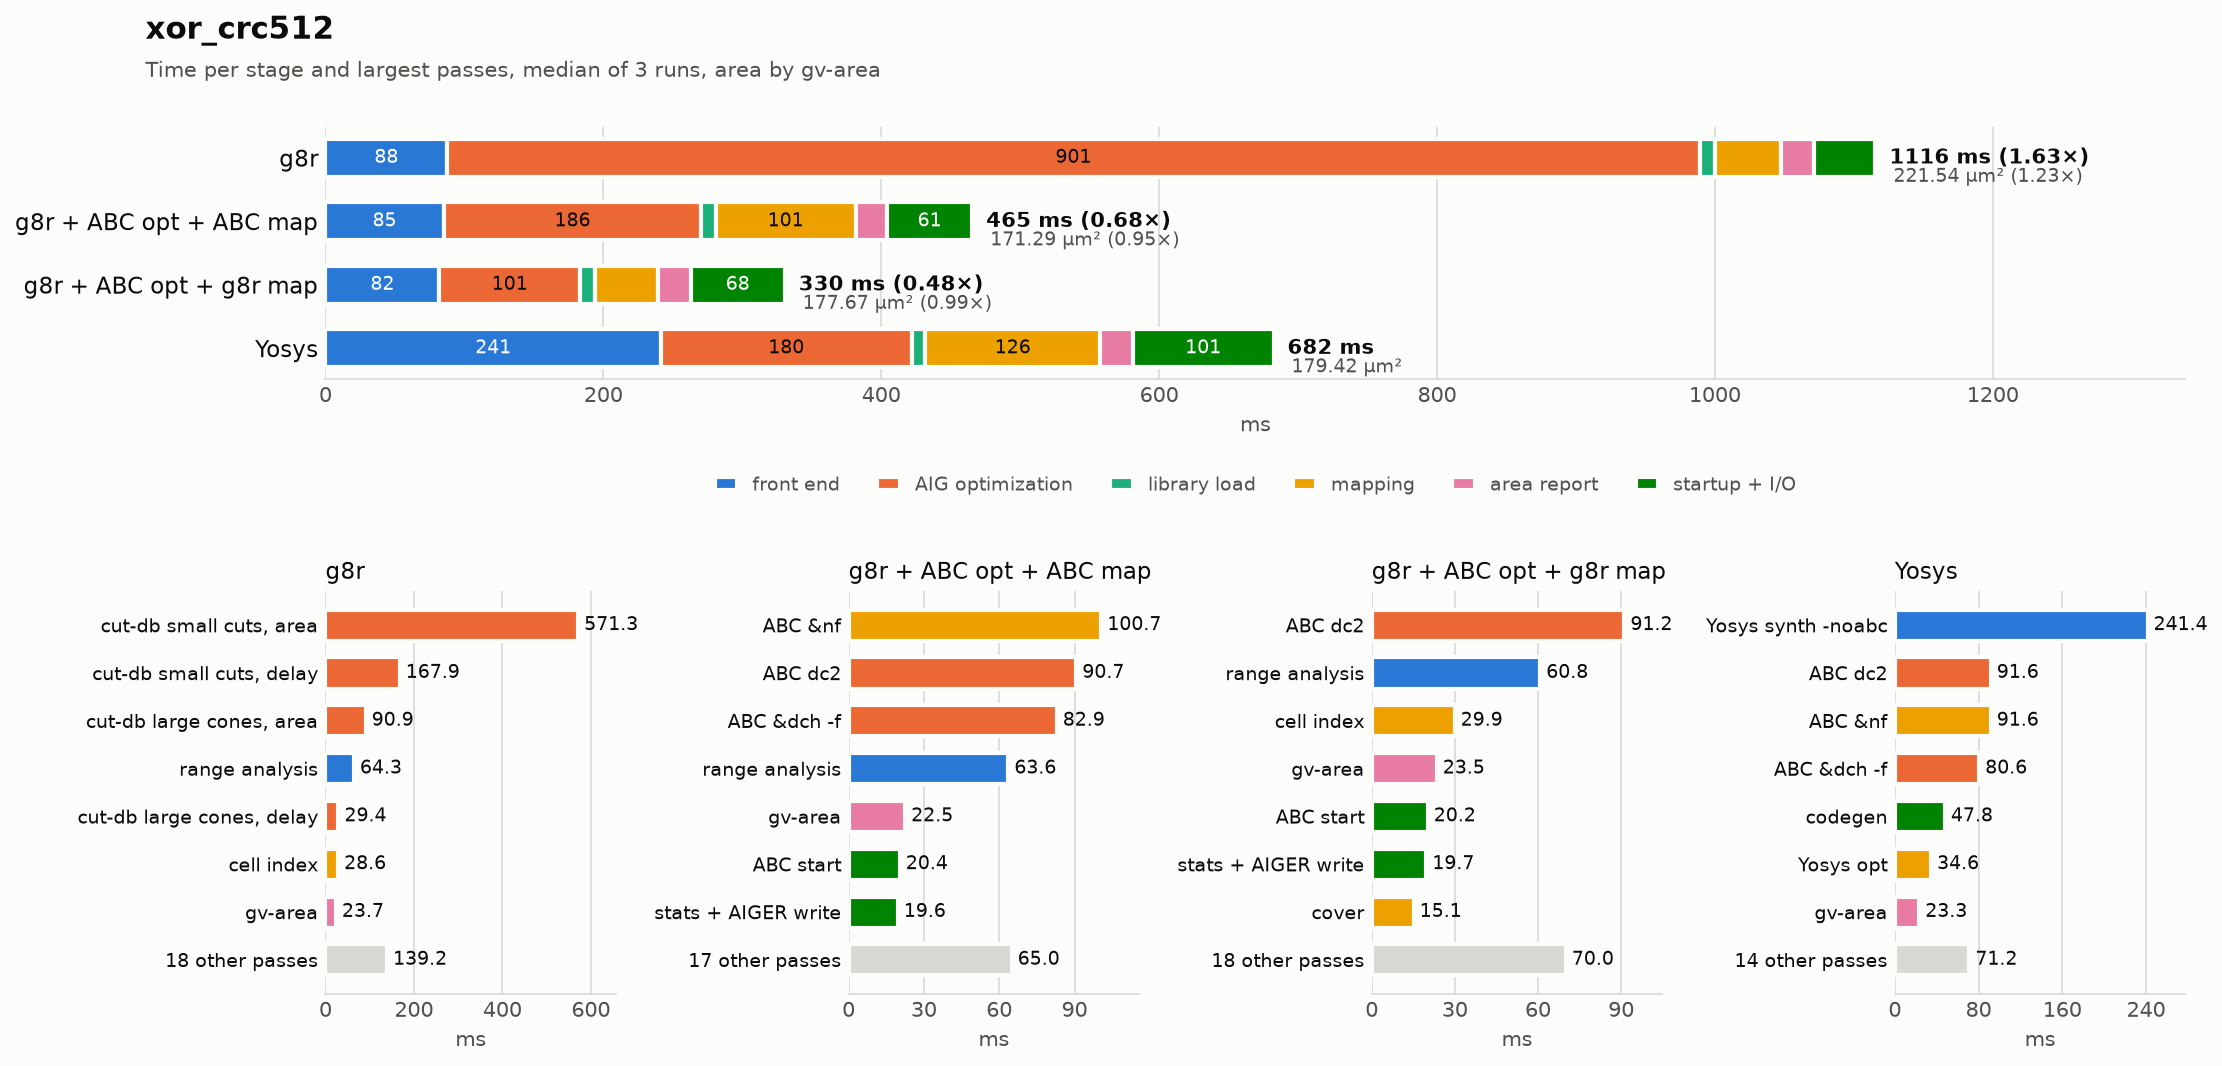 xor_crc512
Time per stage and largest passes, median of 3 runs, area by gv-area
g8r
88
901
1116 ms (1.63×)
221.54 µm² (1.23×)
g8r + ABC opt + ABC map
85
186
101
61
465 ms (0.68×)
171.29 µm² (0.95×)
g8r + ABC opt + g8r map
82
101
68
330 ms (0.48×)
177.67 µm² (0.99×)
Yosys
241
180
126
101
682 ms
179.42 µm²
0 200 400 600 800 1000 1200
ms
front end
AIG optimization
library load
mapping
area report
startup + I/O
g8r
cut-db small cuts, area 571.3
cut-db small cuts, delay 167.9
cut-db large cones, area 90.9
range analysis 64.3
cut-db large cones, delay 29.4
cell index 28.6
gv-area 23.7
18 other passes 139.2
0 200 400 600
ms
g8r + ABC opt + ABC map
ABC &nf 100.7
ABC dc2 90.7
ABC &dch -f 82.9
range analysis 63.6
gv-area 22.5
ABC start 20.4
stats + AIGER write 19.6
17 other passes 65.0
0 30 60 90
ms
g8r + ABC opt + g8r map
ABC dc2 91.2
range analysis 60.8
cell index 29.9
gv-area 23.5
ABC start 20.2
stats + AIGER write 19.7
cover 15.1
18 other passes 70.0
0 30 60 90
ms
Yosys
Yosys synth -noabc 241.4
ABC dc2 91.6
ABC &nf 91.6
ABC &dch -f 80.6
codegen 47.8
Yosys opt 34.6
gv-area 23.3
14 other passes 71.2
0 80 160 240
ms